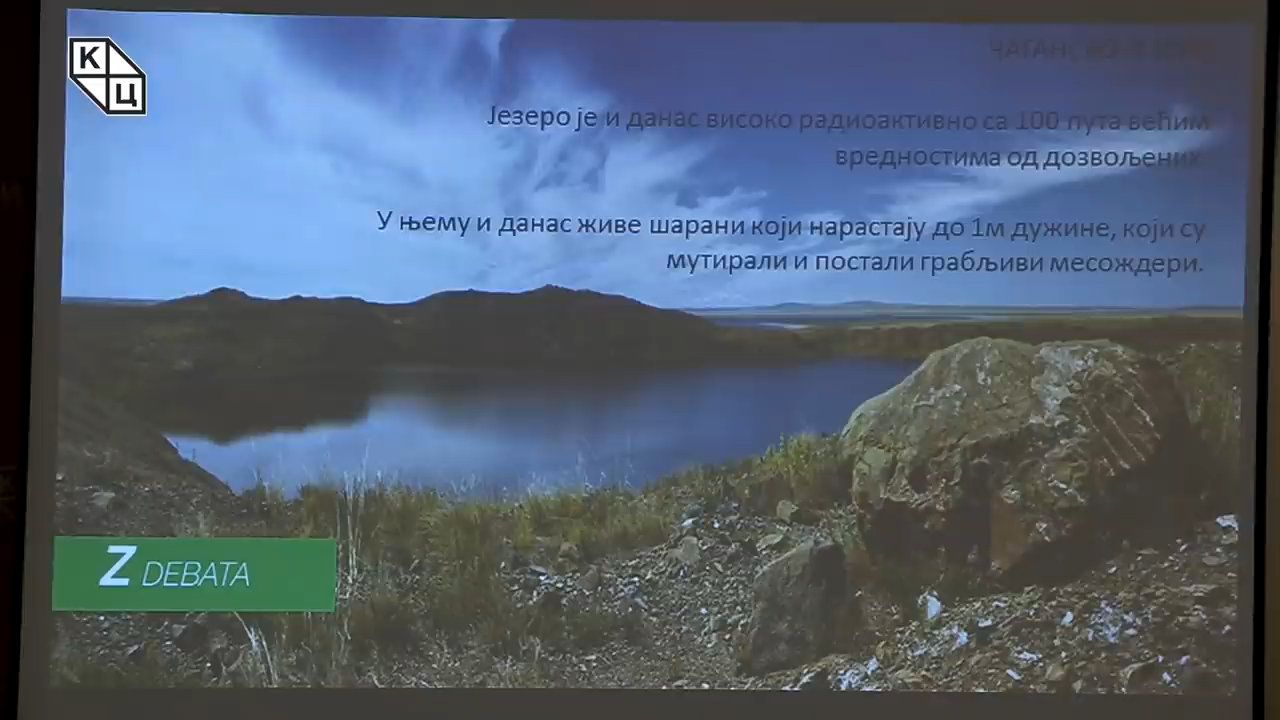 К
Ц
Језеро је и данас високо радиоактивно са 100 пута већим
вредностима од дозвољених.
У њему и данас живе шарани који нарастају до 1м дужине, који су
мутирали и постали грабљиви месождери.
Z DEBATA